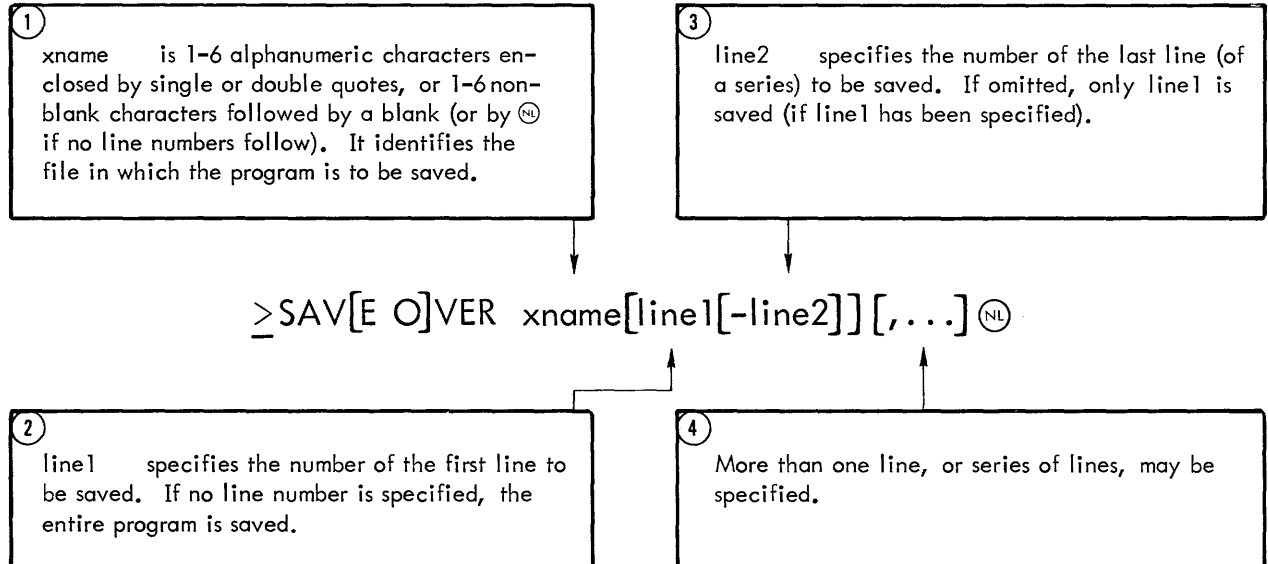 1
xname is 1-6 alphanumeric characters en-
closed by single or double quotes, or 1-6 non-
blank characters followed by a blank (or by NL
if no line numbers follow). It identifies the
file in which the program is to be saved.
3
line2 specifies the number of the last line (of
a series) to be saved. If omitted, only line1 is
saved (if line1 has been specified).
>SAV[E O]VER xname[line1[-line2]][,...] NL
2
line1 specifies the number of the first line to
be saved. If no line number is specified, the
entire program is saved.
4
More than one line, or series of lines, may be
specified.